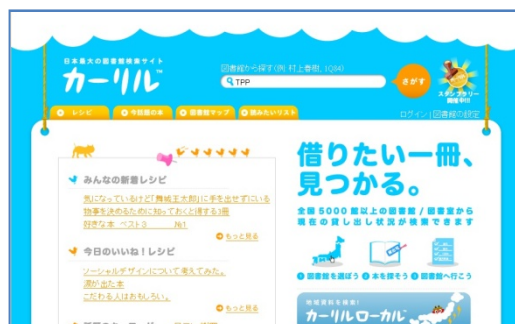 日本最大の図書館検索サイト
カーリル™
図書館から探す(例:村上春樹, 1Q84)
TPP
さがす
スタンプラリー
開催中!!
レシピ
今話題の本
図書館マップ
読みたいリスト
ログイン | 図書館の設定
みんなの新着レシピ
気になっているけど「舞城王太郎」に手を出せずにいる
物事を決めるために知っておくと得する3冊
好きな本 ベスト3 №1
もっと見る
今日のいいね！レシピ
ソーシャルデザインについて考えてみた。
湯が出た本
こだわる人はおもしろい。
もっと見る
借りたい一冊、
見つかる。
全国5000館以上の図書館/図書室から
現在の貸し出し状況が検索できます
① 図書館を選ぼう ② 本を探そう ③ 図書館へ行こう
地域資料を検索!
カーリルローカル